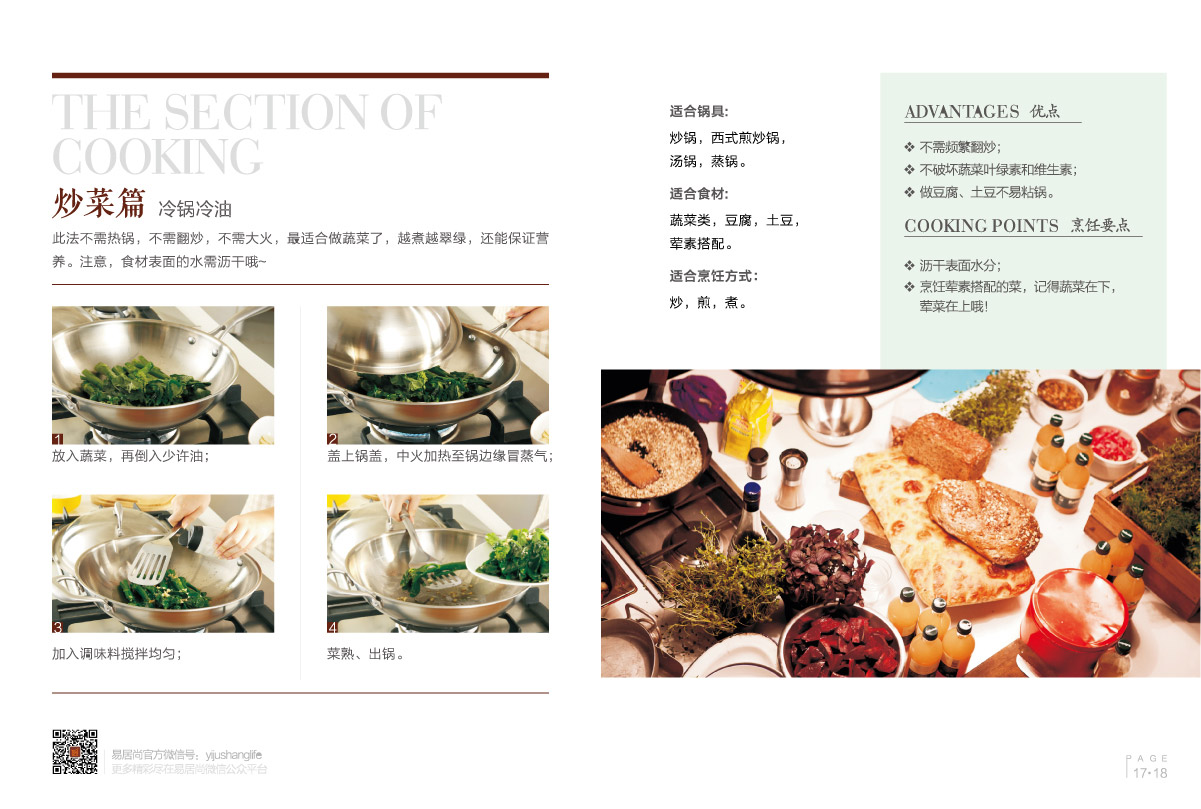 THE SECTION OF
COOKING
炒菜篇 冷锅冷油
此法不需热锅，不需翻炒，不需大火，最适合做蔬菜了，越煮越翠绿，还能保证营
养。注意，食材表面的水需沥干哦~
1
放入蔬菜，再倒入少许油；
2
盖上锅盖，中火加热至锅边缘冒蒸气；
3
加入调味料搅拌均匀；
4
菜熟、出锅。
易居尚官方微信号：yijushanglife
更多精彩尽在易居尚微信公众平台
适合锅具：
炒锅，西式煎炒锅，
汤锅，蒸锅。
适合食材：
蔬菜类，豆腐，土豆，
荤素搭配。
适合烹饪方式：
炒，煎，煮。
ADVANTAGES 优点
❖ 不需频繁翻炒；
❖ 不破坏蔬菜叶绿素和维生素；
❖ 做豆腐、土豆不易粘锅。
COOKING POINTS 烹饪要点
❖ 沥干表面水分；
❖ 烹饪荤素搭配的菜，记得蔬菜在下，
荤菜在上哦！
PAGE
17·18